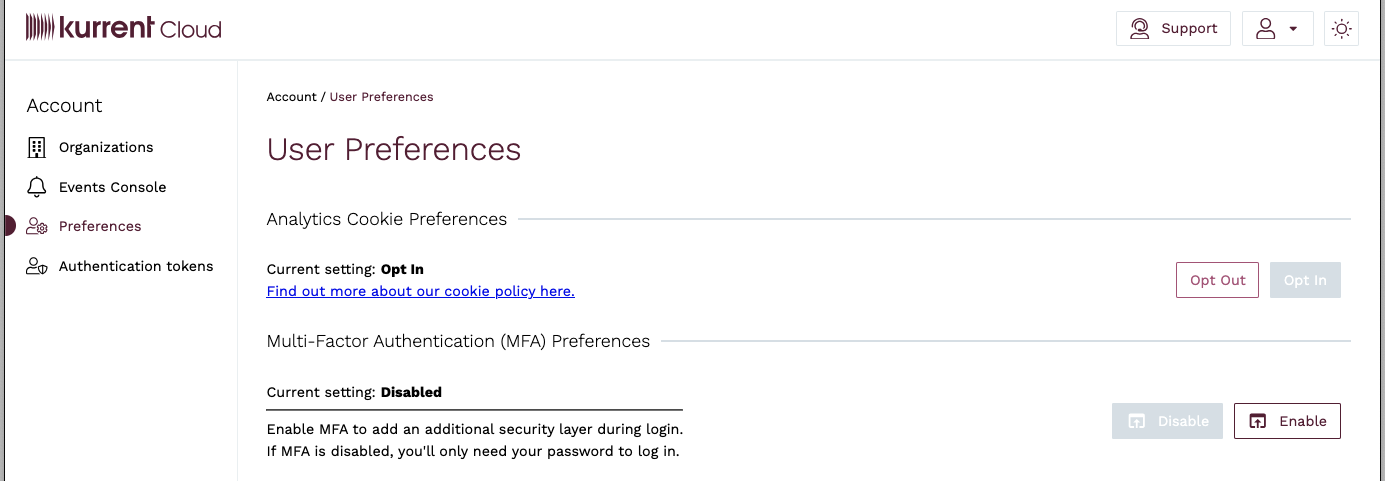 kurrent Cloud
Support
Account
Organizations
Events Console
Preferences
Authentication tokens
Account / User Preferences
User Preferences
Analytics Cookie Preferences
Current setting: Opt In
Find out more about our cookie policy here.
Opt Out
Opt In
Multi-Factor Authentication (MFA) Preferences
Current setting: Disabled
Enable MFA to add an additional security layer during login.
If MFA is disabled, you'll only need your password to log in.
Disable
Enable